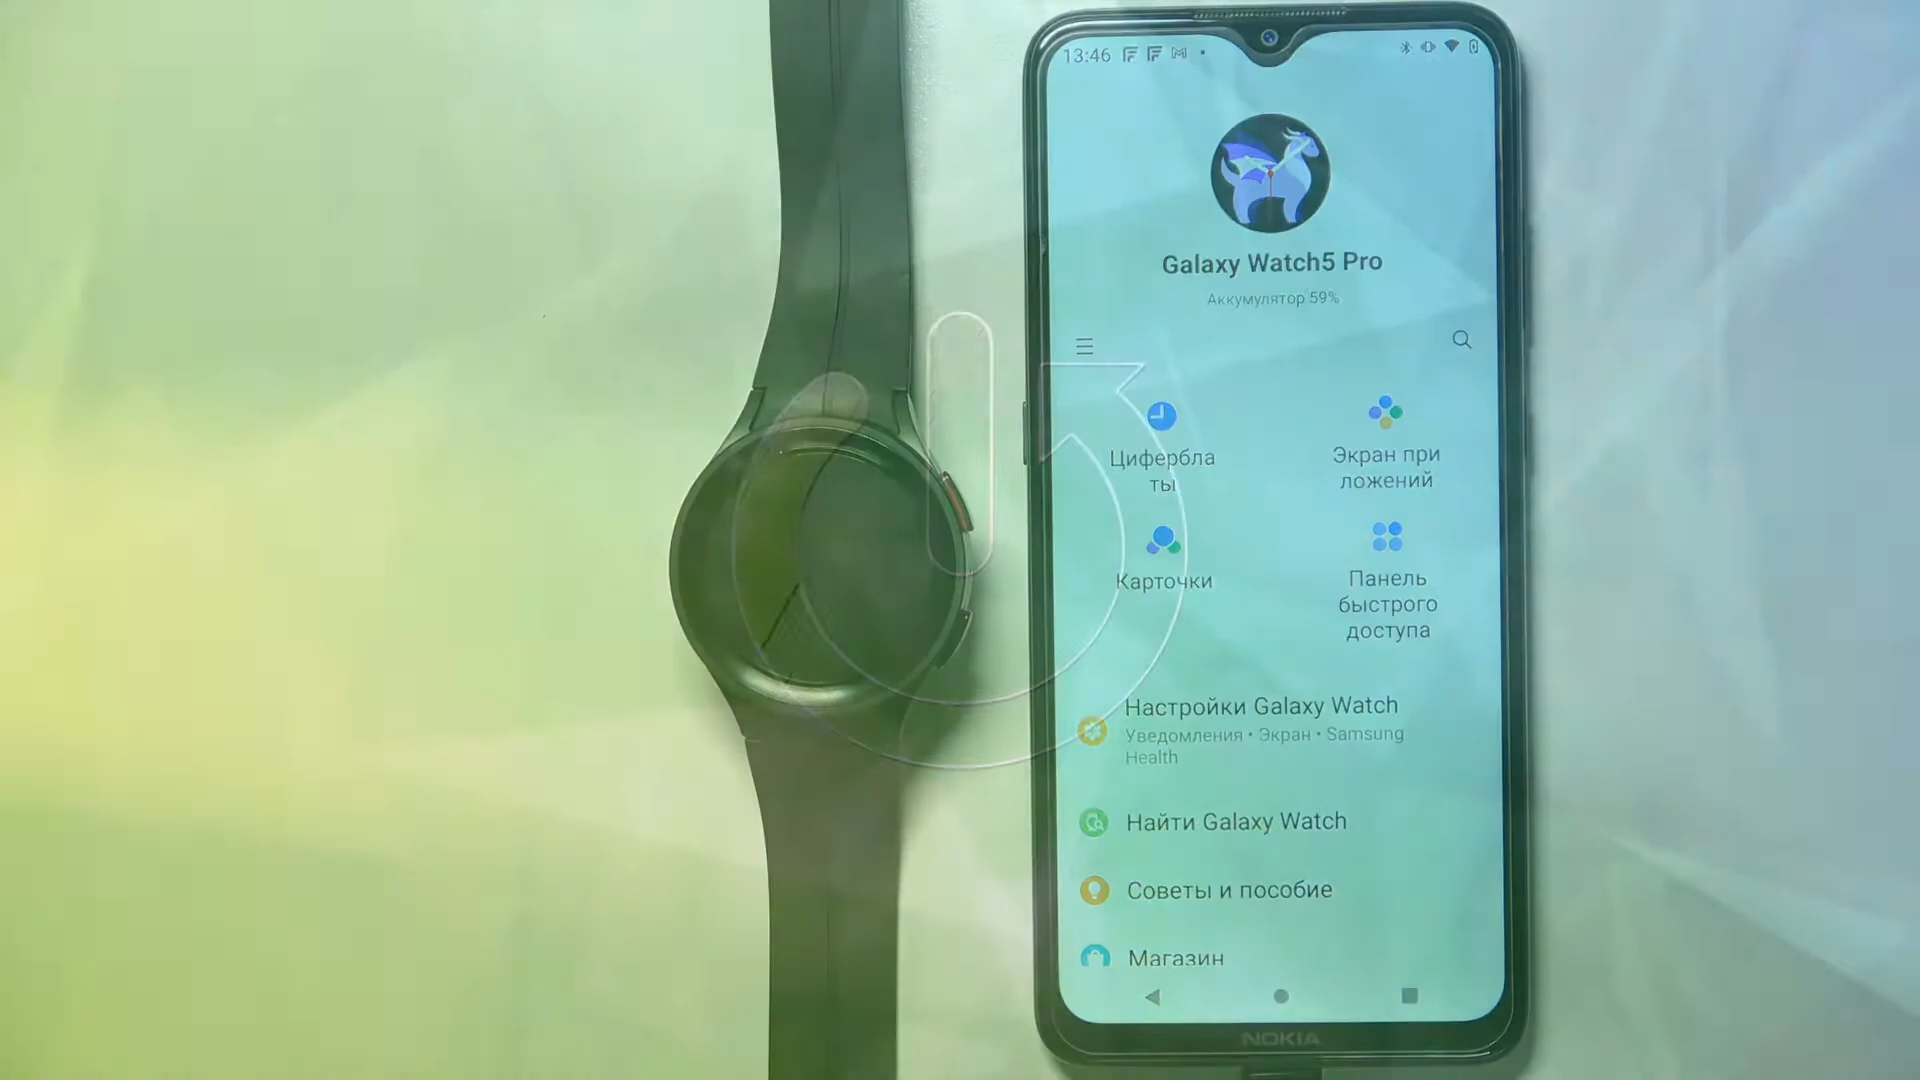 13:46
Galaxy Watch5 Pro
Аккумулятор 59%
Цифербла
ты
Экран при
ложений
Карточки
Панель
быстрого
доступа
Настройки Galaxy Watch
Уведомления • Экран • Samsung
Health
Найти Galaxy Watch
Советы и пособие
Магазин
NOKIA